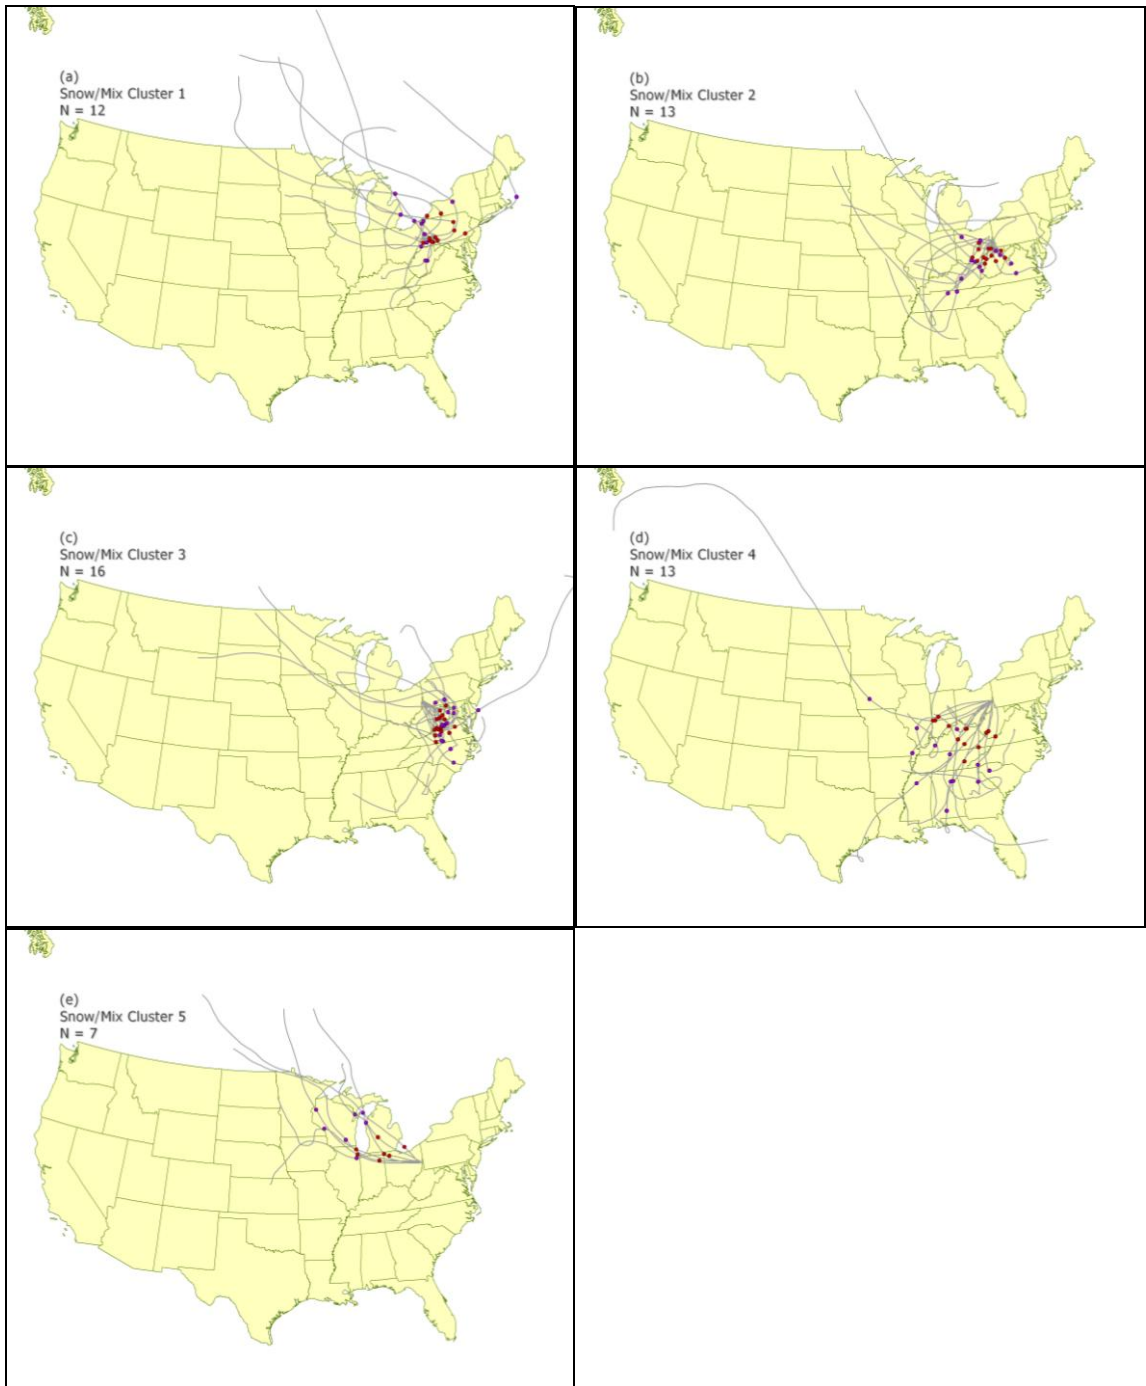 (a)
Snow/Mix Cluster 1
N = 12
(b)
Snow/Mix Cluster 2
N = 13
(c)
Snow/Mix Cluster 3
N = 16
(d)
Snow/Mix Cluster 4
N = 13
(e)
Snow/Mix Cluster 5
N = 7